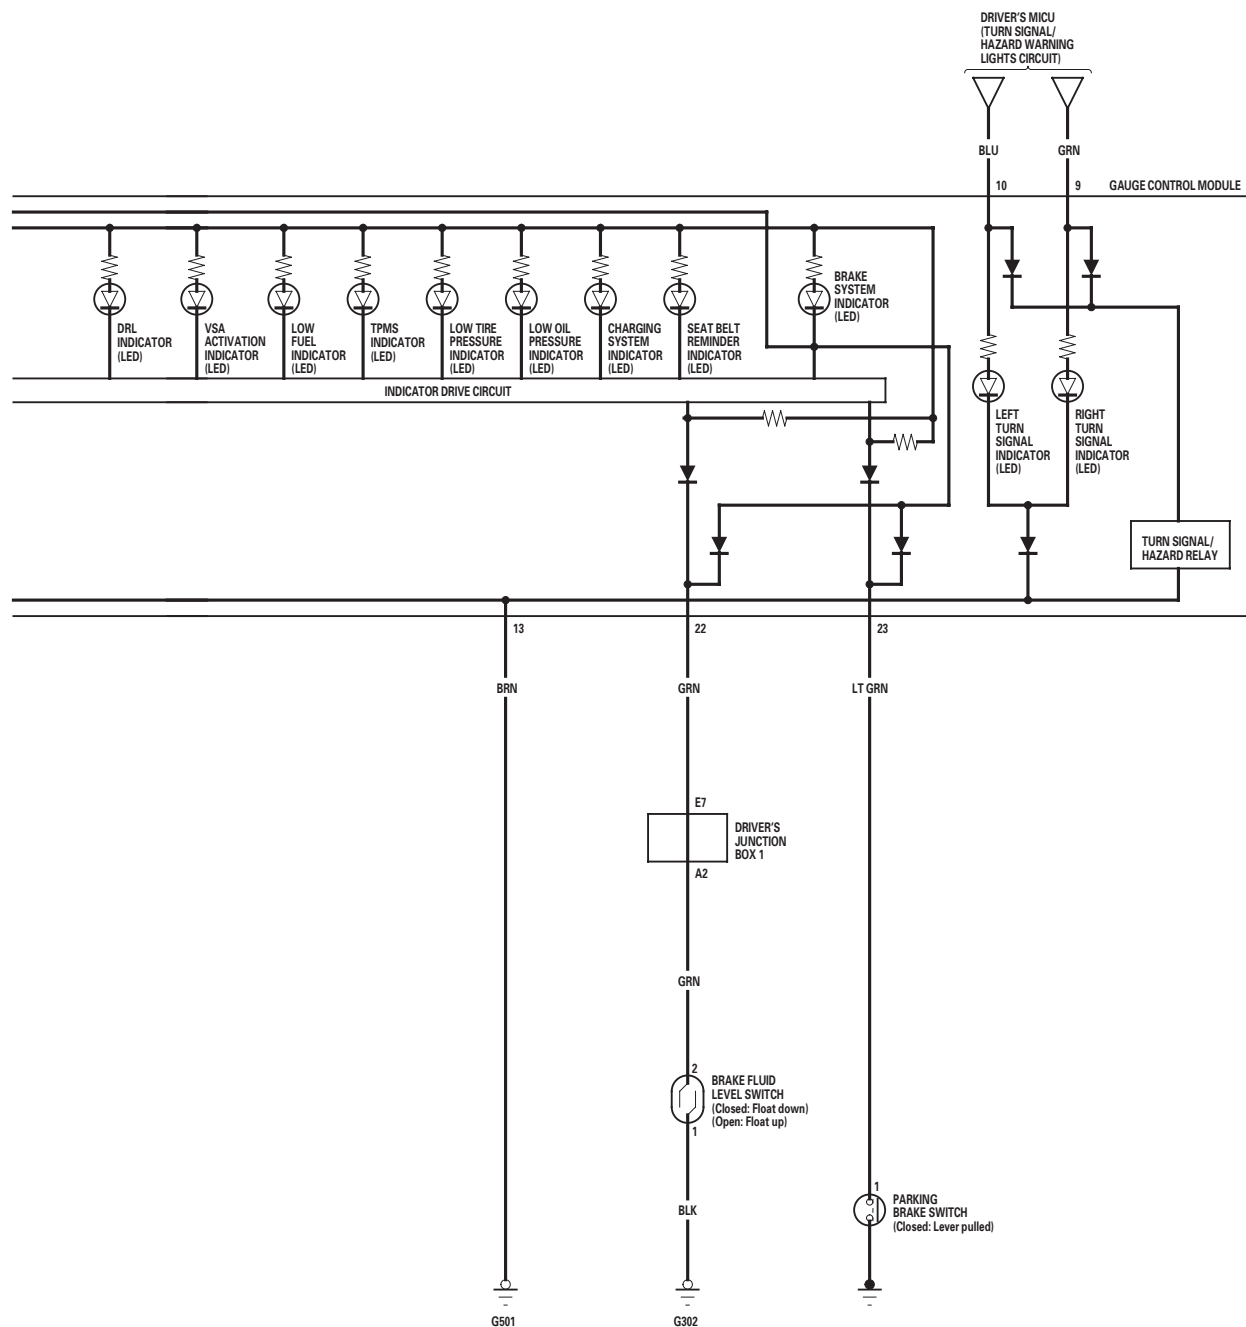 DRIVER'S MICU
(TURN SIGNAL/
HAZARD WARNING
LIGHTS CIRCUIT)
BLU
GRN
10
9
GAUGE CONTROL MODULE
DRL
INDICATOR
(LED)
VSA
ACTIVATION
INDICATOR
(LED)
LOW
FUEL
INDICATOR
(LED)
TPMS
INDICATOR
(LED)
LOW TIRE
PRESSURE
INDICATOR
(LED)
LOW OIL
PRESSURE
INDICATOR
(LED)
CHARGING
SYSTEM
INDICATOR
(LED)
SEAT BELT
REMINDER
INDICATOR
(LED)
BRAKE
SYSTEM
INDICATOR
(LED)
INDICATOR DRIVE CIRCUIT
LEFT
TURN
SIGNAL
INDICATOR
(LED)
RIGHT
TURN
SIGNAL
INDICATOR
(LED)
TURN SIGNAL/
HAZARD RELAY
13
22
23
BRN
GRN
LT GRN
E7
DRIVER'S
JUNCTION
BOX 1
A2
GRN
2
BRAKE FLUID
LEVEL SWITCH
(Closed: Float down)
(Open: Float up)
1
BLK
1
PARKING
BRAKE SWITCH
(Closed: Lever pulled)
G501
G302